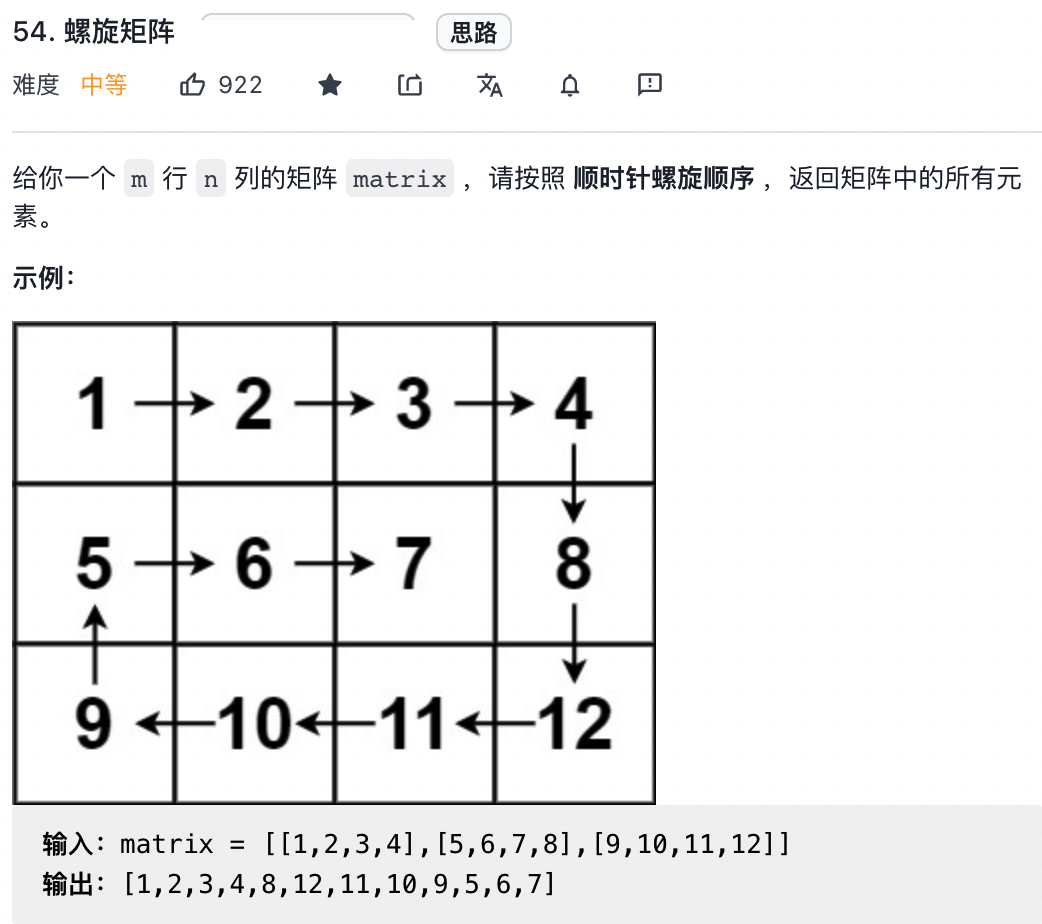 54. 螺旋矩阵 思路
难度 中等 922
给你一个 m 行 n 列的矩阵 matrix ，请按照 顺时针螺旋顺序 ，返回矩阵中的所有元
素。
示例：
1 2 3 4
5 6 7 8
9 10 11 12
输入：matrix = [[1,2,3,4],[5,6,7,8],[9,10,11,12]]
输出：[1,2,3,4,8,12,11,10,9,5,6,7]